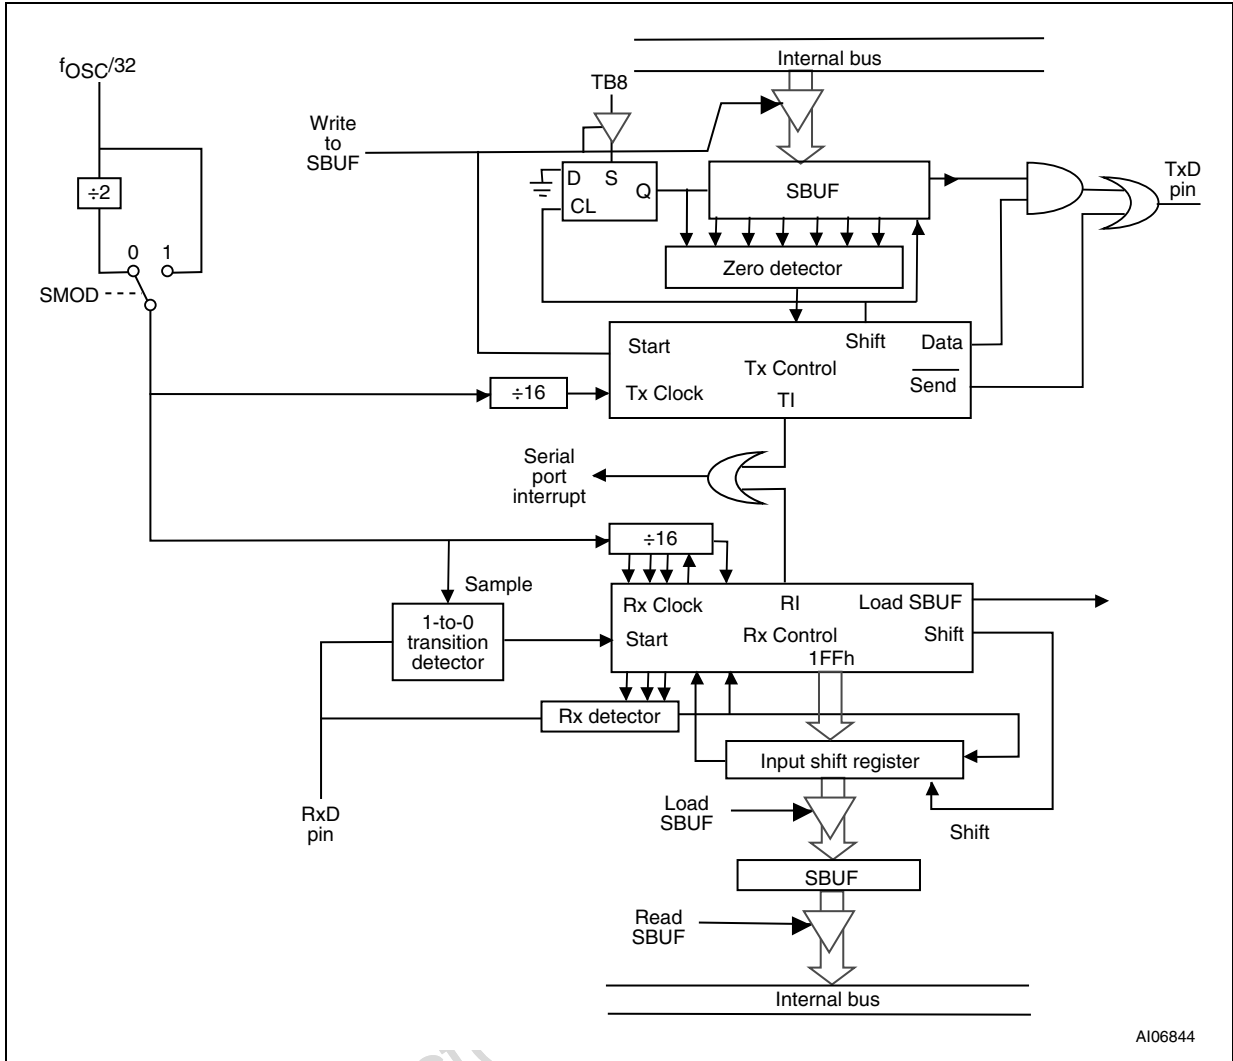 Internal bus
fOSC/32
TB8
Write
to
SBUF
TxD
pin
÷2
D S
Q
CL
SBUF
0 1
Zero detector
SMOD
Shift
Start
Data
Tx Control
Send
Tx Clock
TI
÷16
Serial
port
interrupt
÷16
Sample
Rx Clock
RI
Load SBUF
1-to-0
transition
detector
Start
Rx Control
Shift
1FFh
Rx detector
Input shift register
RxD
pin
Load
SBUF
Shift
SBUF
Read
SBUF
Internal bus
AI06844